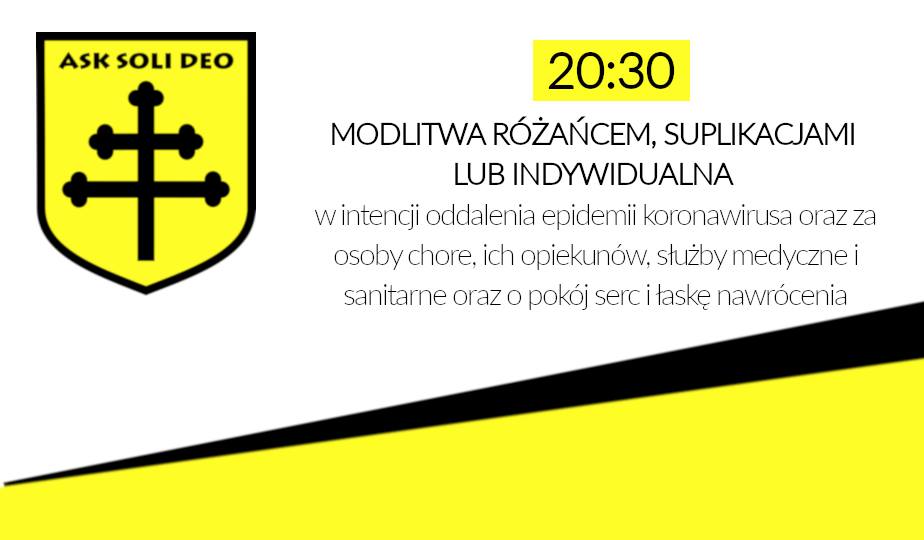 ASK SOLI DEO
20:30
MODLITWA RÓŻAŃCEM, SUPLIKACJAMI
LUB INDYWIDUALNA
w intencji oddalenia epidemii koronawirusa oraz za
osoby chore, ich opiekunów, służby medyczne i
sanitarne oraz o pokój serc i łaskę nawrócenia